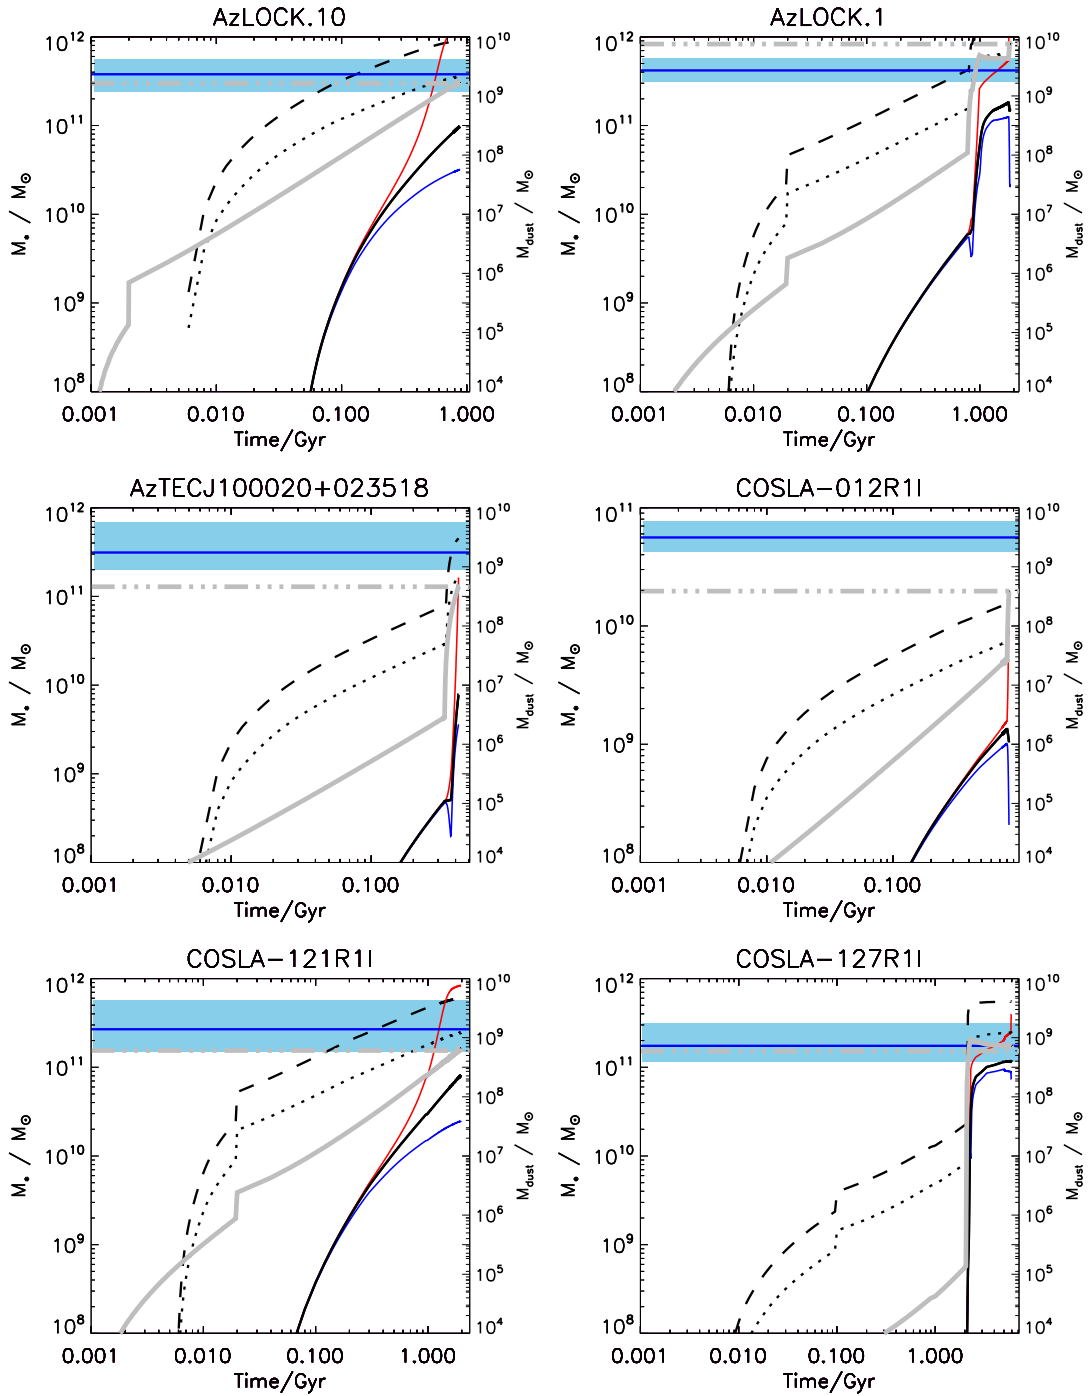 AzLOCK.10
AzLOCK.1
10¹²
10¹¹
10¹⁰
10⁹
10⁸
M* / M⊙
10¹⁰
10⁹
10⁸
10⁷
10⁶
10⁵
10⁴
M_dust / M⊙
0.001 0.010 0.100 1.000
Time/Gyr
10¹²
10¹¹
10¹⁰
10⁹
10⁸
M* / M⊙
10¹⁰
10⁹
10⁸
10⁷
10⁶
10⁵
10⁴
M_dust / M⊙
0.001 0.010 0.100 1.000
Time/Gyr
AzTECJ100020+023518
COSLA-012R1I
10¹²
10¹¹
10¹⁰
10⁹
10⁸
M* / M⊙
10¹⁰
10⁹
10⁸
10⁷
10⁶
10⁵
10⁴
M_dust / M⊙
0.001 0.010 0.100
Time/Gyr
10¹¹
10¹⁰
10⁹
10⁸
M* / M⊙
10¹⁰
10⁹
10⁸
10⁷
10⁶
10⁵
10⁴
M_dust / M⊙
0.001 0.010 0.100
Time/Gyr
COSLA-121R1I
COSLA-127R1I
10¹²
10¹¹
10¹⁰
10⁹
10⁸
M* / M⊙
10¹⁰
10⁹
10⁸
10⁷
10⁶
10⁵
10⁴
M_dust / M⊙
0.001 0.010 0.100 1.000
Time/Gyr
10¹²
10¹¹
10¹⁰
10⁹
10⁸
M* / M⊙
10¹⁰
10⁹
10⁸
10⁷
10⁶
10⁵
10⁴
M_dust / M⊙
0.001 0.010 0.100 1.000
Time/Gyr